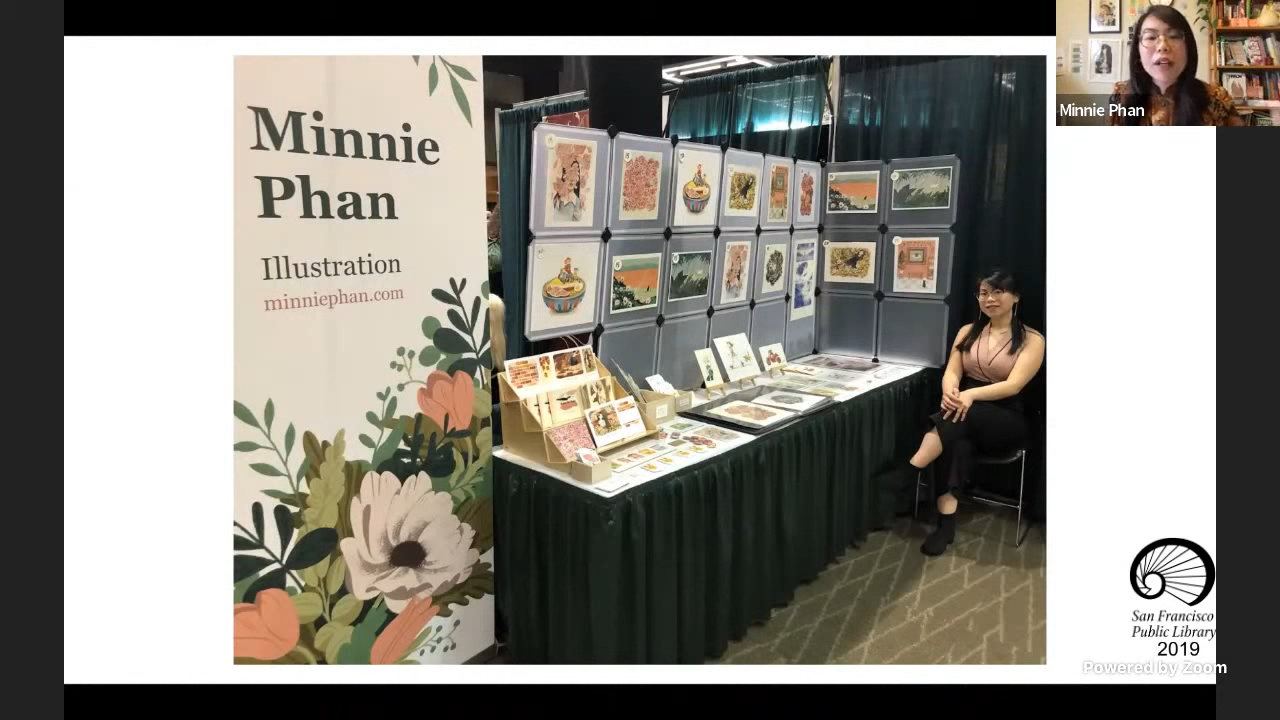 Minnie
Phan
Illustration
minniephan.com
Minnie Phan
San Francisco
Public Library
2019
Powered by Zoom